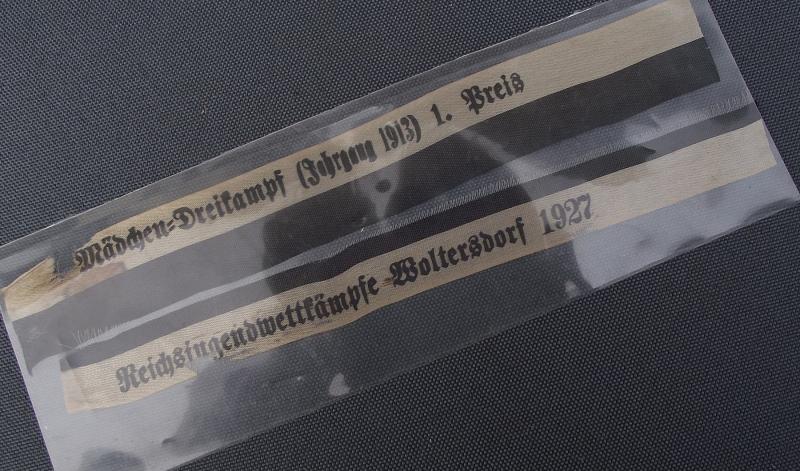 Mädchen=Dreikampf (Jahrgang 1913) 1. Preis
Reichsjugendwettkämpfe Woltersdorf 1927